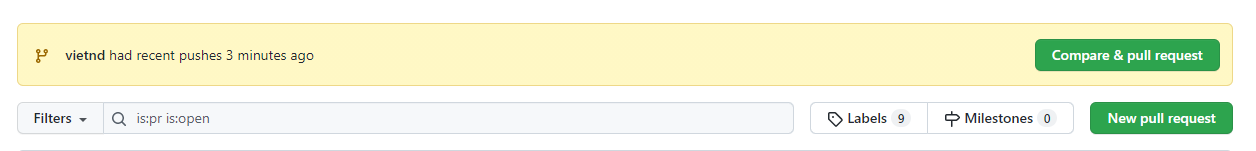 vietnd had recent pushes 3 minutes ago Compare & pull request
Filters is:pr is:open Labels 9 Milestones 0 New pull request